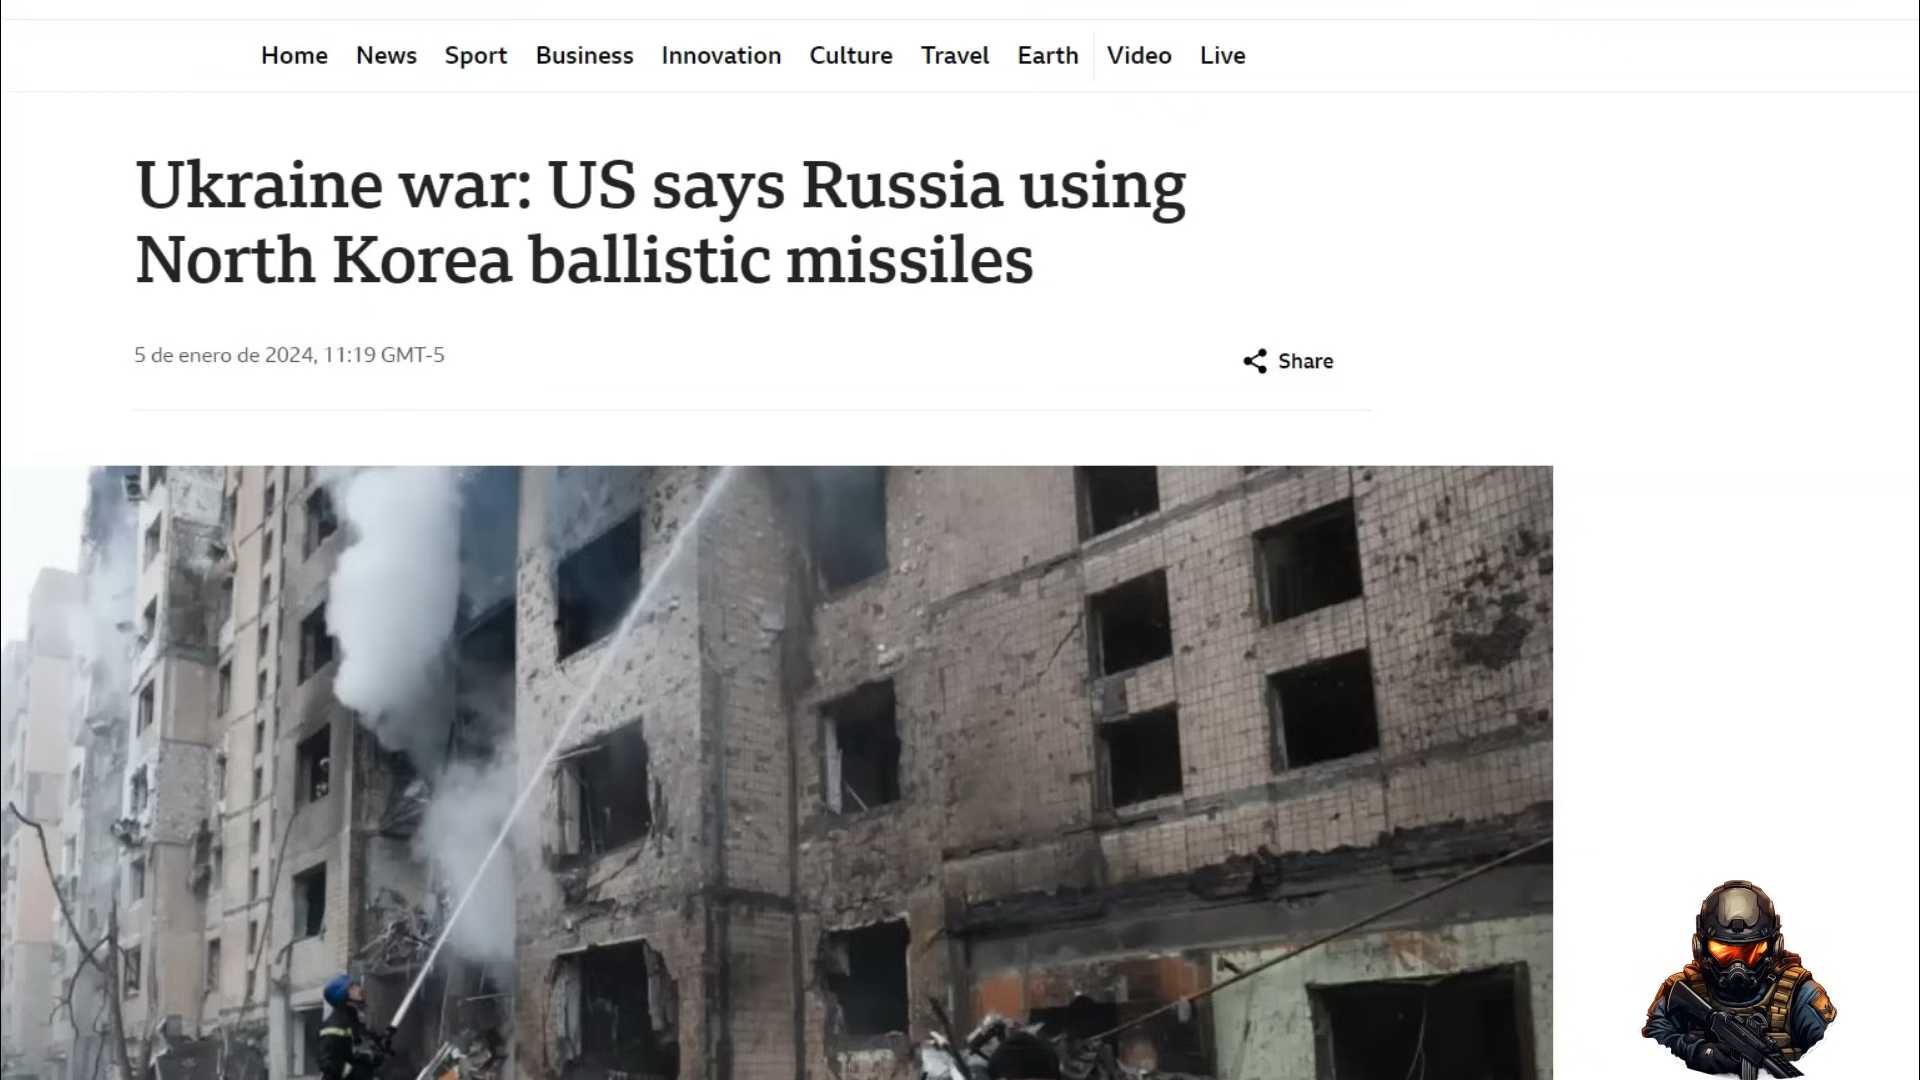 Home News Sport Business Innovation Culture Travel Earth Video Live
Ukraine war: US says Russia using
North Korea ballistic missiles
5 de enero de 2024, 11:19 GMT-5
Share